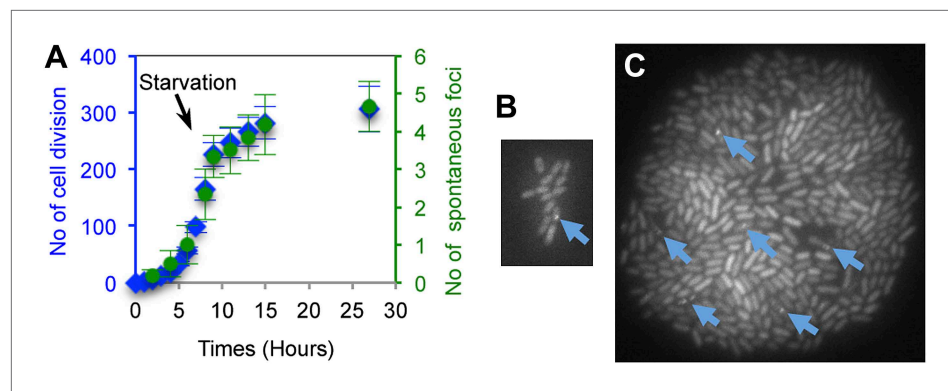 A
B
C
Starvation
No of cell division
400
300
200
100
0
No of spontaneous foci
6
5
4
3
2
1
0
0 5 10 15 20 25 30
Times (Hours)